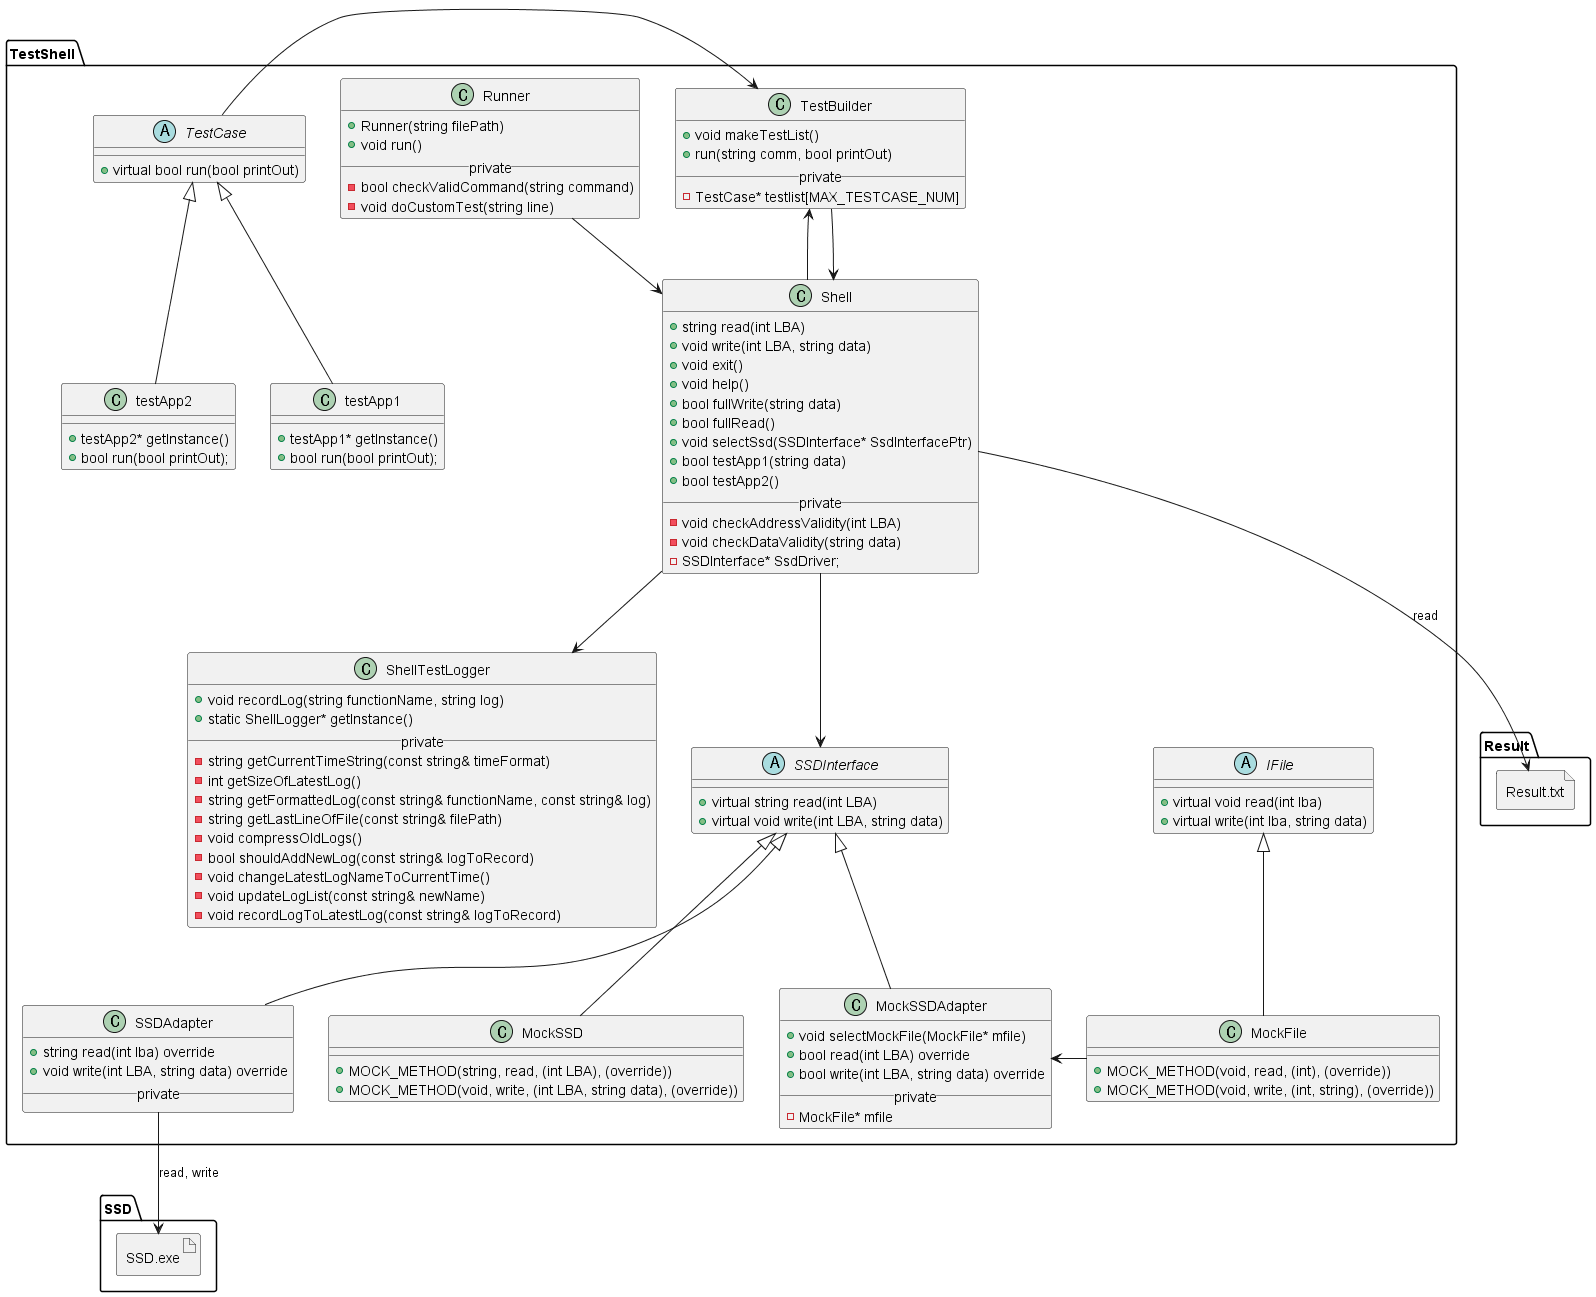 TestShell
C Runner
Runner(string filePath)
void run()
private
bool checkValidCommand(string command)
void doCustomTest(string line)
C TestBuilder
void makeTestList()
run(string comm, bool printOut)
private
TestCase* testlist[MAX_TESTCASE_NUM]
A TestCase
virtual bool run(bool printOut)
C Shell
string read(int LBA)
void write(int LBA, string data)
void exit()
void help()
bool fullWrite(string data)
bool fullRead()
void selectSsd(SSDInterface* SsdInterfacePtr)
bool testApp1(string data)
bool testApp2()
private
void checkAddressValidity(int LBA)
void checkDataValidity(string data)
SSDInterface* SsdDriver;
C testApp2
testApp2* getInstance()
bool run(bool printOut);
C testApp1
testApp1* getInstance()
bool run(bool printOut);
read
C ShellTestLogger
void recordLog(string functionName, string log)
static ShellLogger* getInstance()
private
string getCurrentTimeString(const string& timeFormat)
int getSizeOfLatestLog()
string getFormattedLog(const string& functionName, const string& log)
string getLastLineOfFile(const string& filePath)
void compressOldLogs()
bool shouldAddNewLog(const string& logToRecord)
void changeLatestLogNameToCurrentTime()
void updateLogList(const string& newName)
void recordLogToLatestLog(const string& logToRecord)
A SSDInterface
virtual string read(int LBA)
virtual void write(int LBA, string data)
A IFile
virtual void read(int lba)
virtual write(int lba, string data)
Result
Result.txt
C SSDAdapter
string read(int lba) override
void write(int LBA, string data) override
private
C MockSSD
MOCK_METHOD(string, read, (int LBA), (override))
MOCK_METHOD(void, write, (int LBA, string data), (override))
C MockSSDAdapter
void selectMockFile(MockFile* mfile)
bool read(int LBA) override
bool write(int LBA, string data) override
private
MockFile* mfile
C MockFile
MOCK_METHOD(void, read, (int), (override))
MOCK_METHOD(void, write, (int, string), (override))
read, write
SSD
SSD.exe